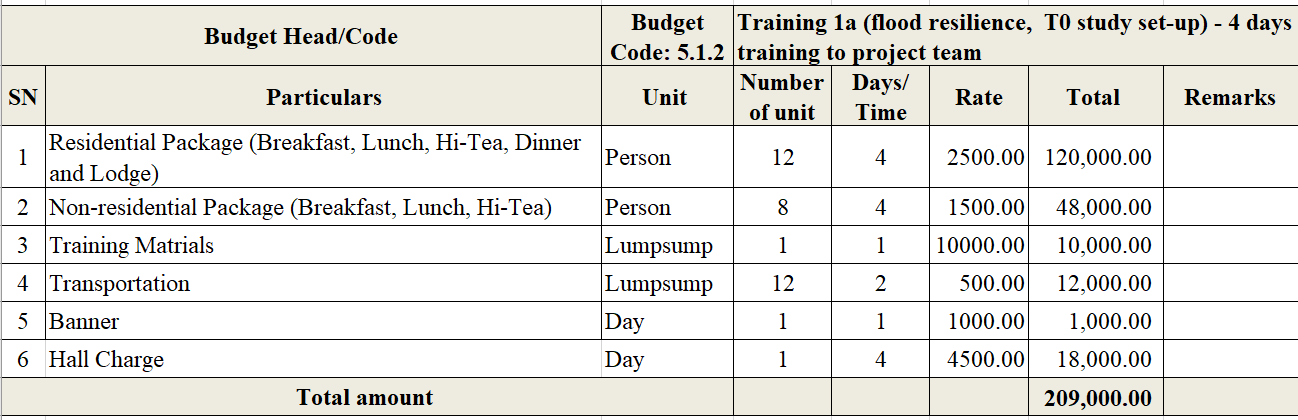 Budget Head/Code Budget Code: 5.1.2 Training 1a (flood resilience, T0 study set-up) - 4 days training to project team
SN Particulars Unit Number of unit Days/ Time Rate Total Remarks
1 Residential Package (Breakfast, Lunch, Hi-Tea, Dinner and Lodge) Person 12 4 2500.00 120,000.00
2 Non-residential Package (Breakfast, Lunch, Hi-Tea) Person 8 4 1500.00 48,000.00
3 Training Matrials Lumpsump 1 1 10000.00 10,000.00
4 Transportation Lumpsump 12 2 500.00 12,000.00
5 Banner Day 1 1 1000.00 1,000.00
6 Hall Charge Day 1 4 4500.00 18,000.00
Total amount 209,000.00